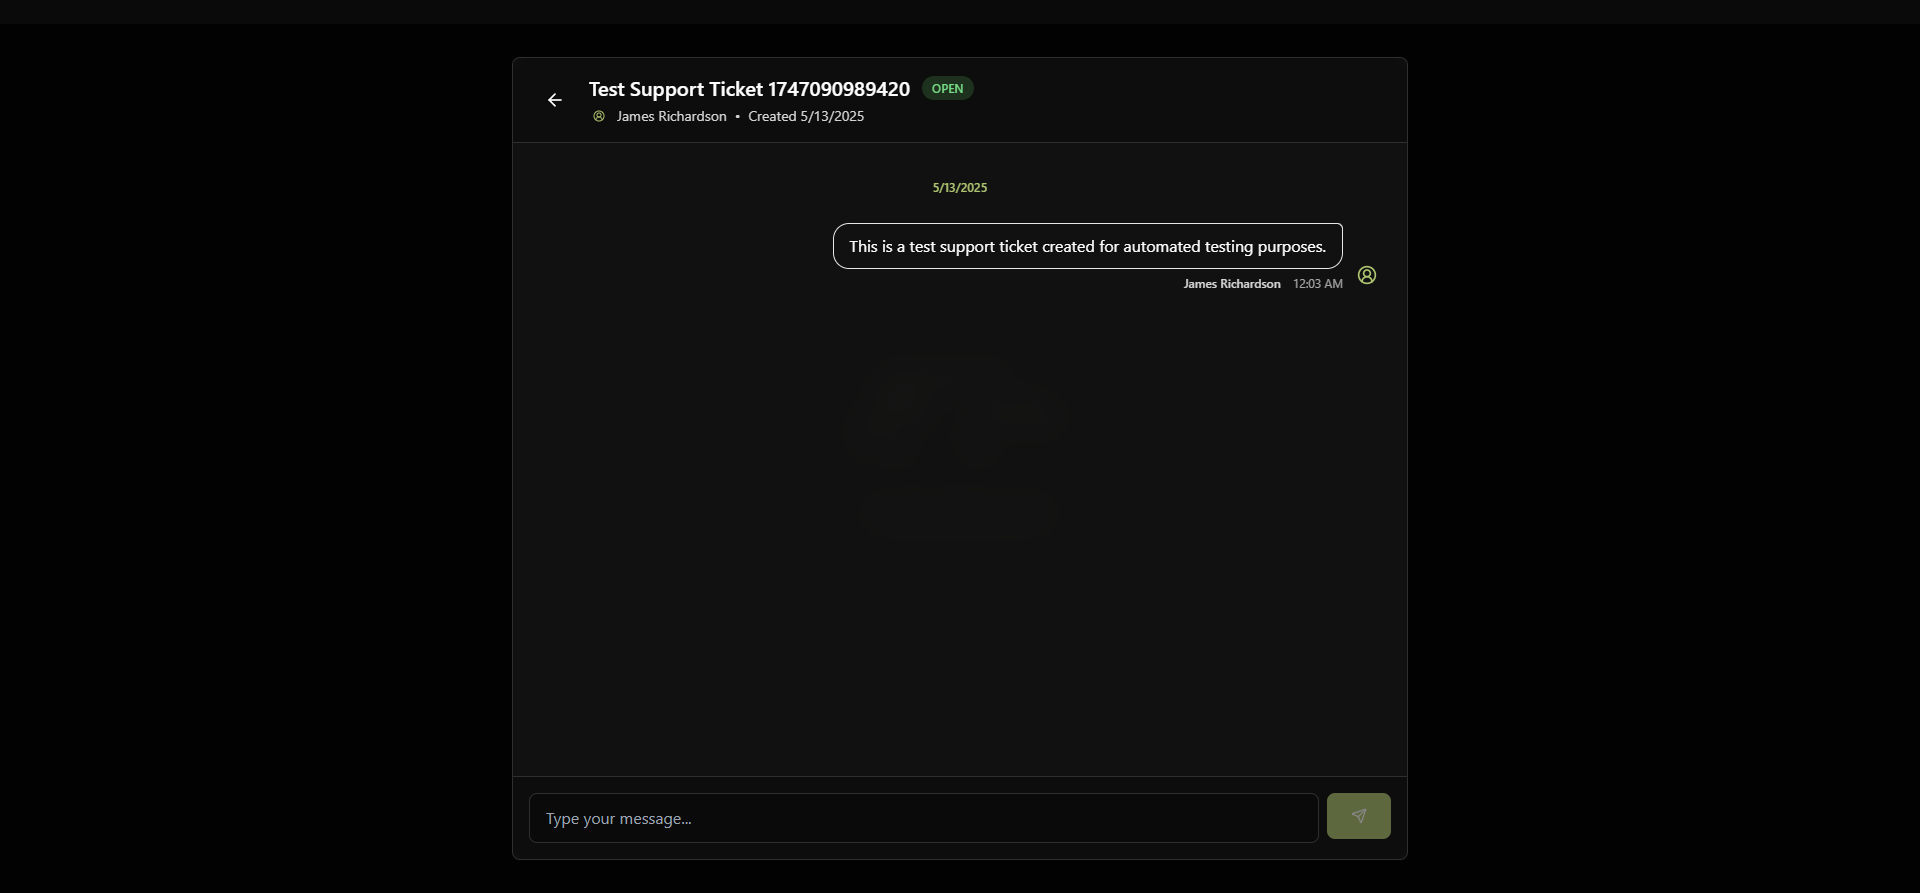 Test Support Ticket 1747090989420 OPEN
James Richardson • Created 5/13/2025
5/13/2025
This is a test support ticket created for automated testing purposes.
James Richardson 12:03 AM
Type your message...